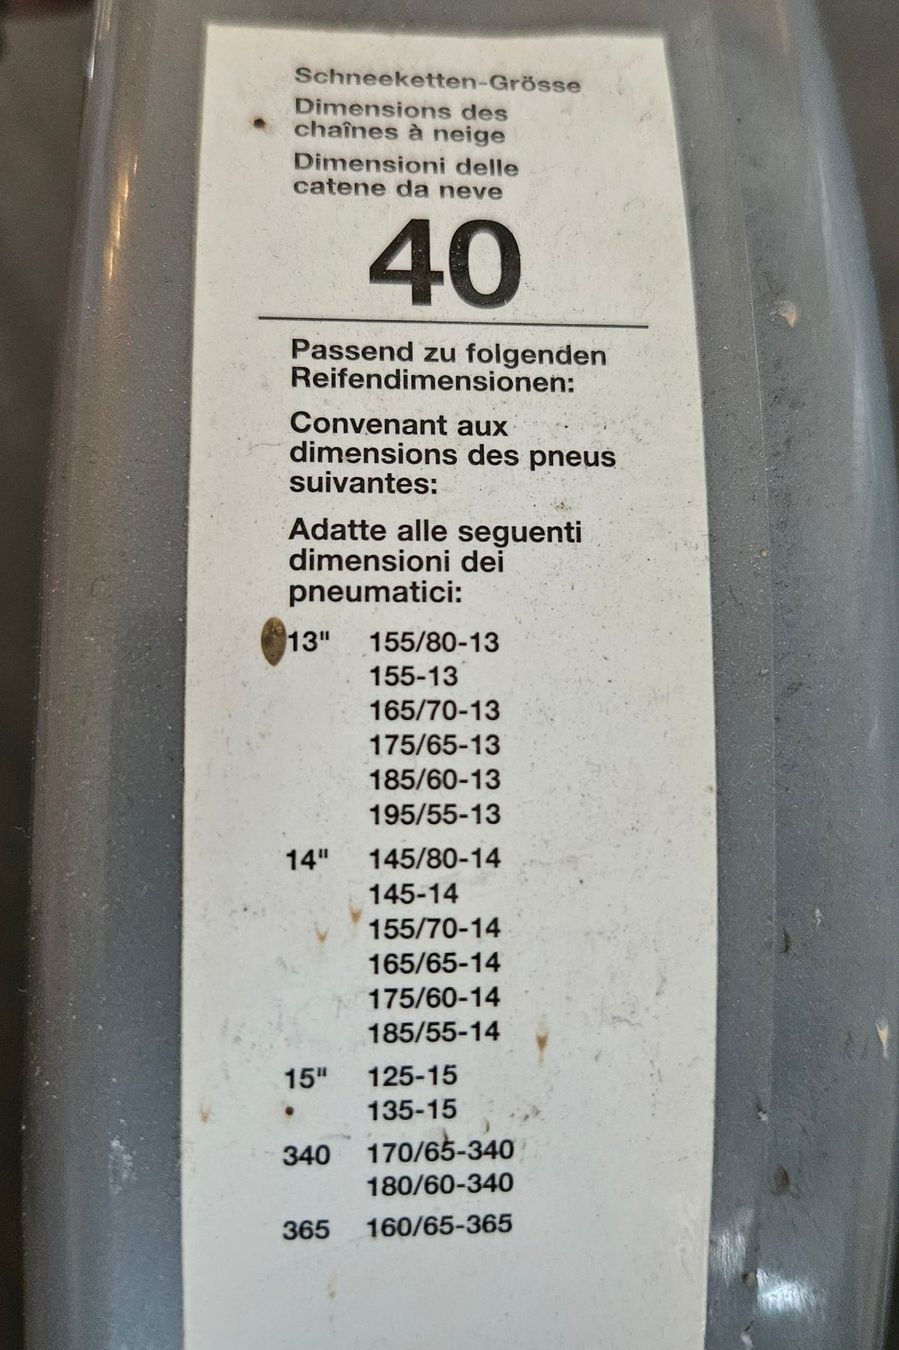 Schneeketten-Grösse
Dimensions des
chaînes à neige
Dimensioni delle
catene da neve
40
Passend zu folgenden
Reifendimensionen:
Convenant aux
dimensions des pneus
suivantes:
Adatte alle seguenti
dimensioni dei
pneumatici:
13" 155/80-13
155-13
165/70-13
175/65-13
185/60-13
195/55-13
14" 145/80-14
145-14
155/70-14
165/65-14
175/60-14
185/55-14
15" 125-15
135-15
340 170/65-340
180/60-340
365 160/65-365